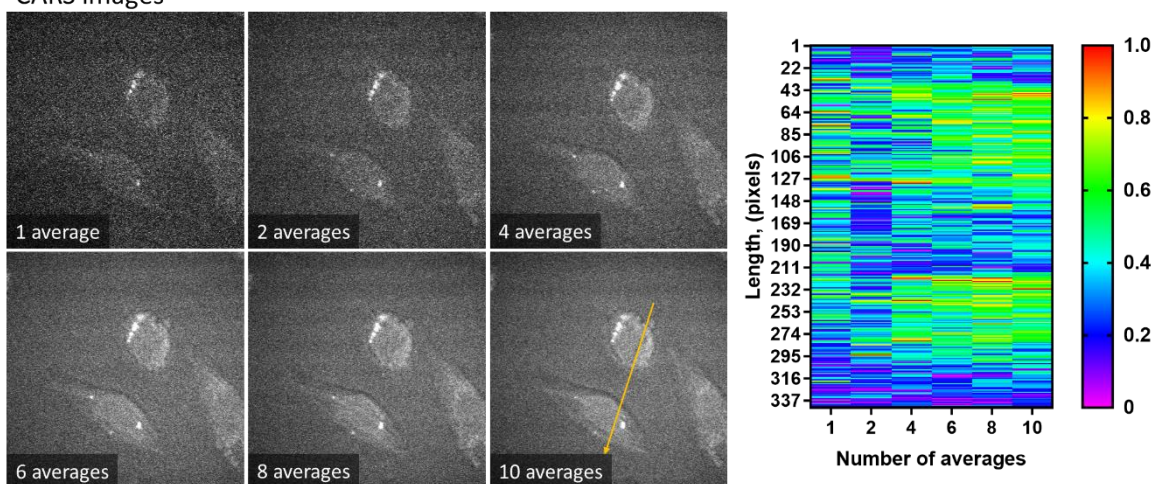 CARS images
1 average
2 averages
4 averages
6 averages
8 averages
10 averages
Length, (pixels)
1
22
43
64
85
106
127
148
169
190
211
232
253
274
295
316
337
1 2 4 6 8 10
Number of averages
1.0
0.8
0.6
0.4
0.2
0